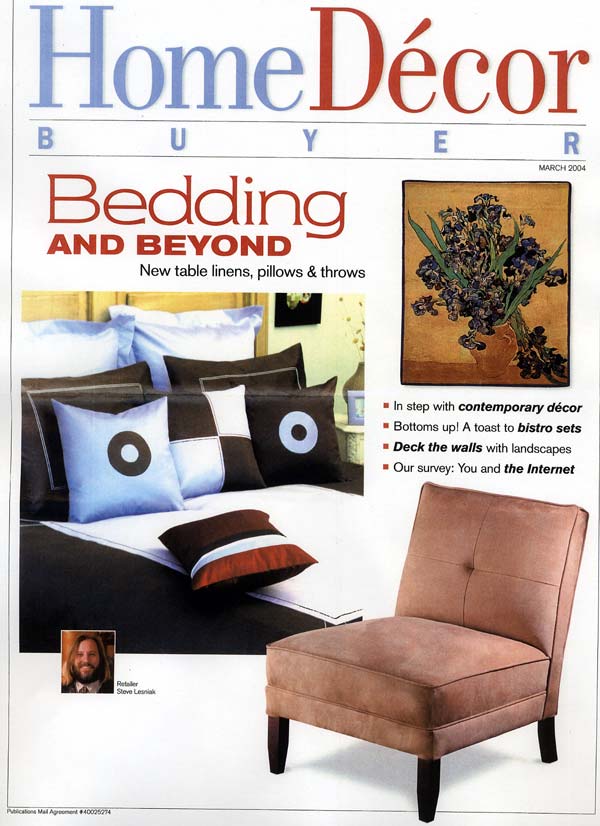 HomeDécor
BUYER
MARCH 2004
Bedding
AND BEYOND
New table linens, pillows & throws
■ In step with contemporary décor
■ Bottoms up! A toast to bistro sets
■ Deck the walls with landscapes
■ Our survey: You and the Internet
Retailer
Steve Lesniak
Publications Mail Agreement #40025274